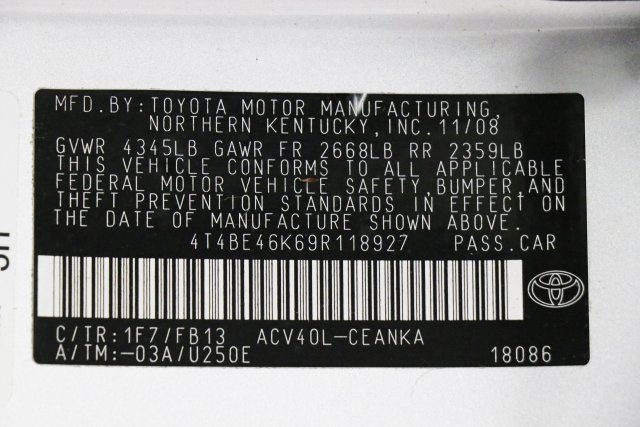 MFD.BY:TOYOTA MOTOR MANUFACTURING,
NORTHERN KENTUCKY,INC.11/08
GVWR 4345LB GAWR FR 2668LB RR 2359LB
THIS VEHICLE CONFORMS TO ALL APPLICABLE
FEDERAL MOTOR VEHICLE SAFETY,BUMPER,AND
THEFT PREVENTION STANDARDS IN EFFECT ON
THE DATE OF MANUFACTURE SHOWN ABOVE.
4T4BE46K69R118927 PASS.CAR
C/TR:1F7/FB13 ACV40L-CEANKA
A/TM:-03A/U250E 18086